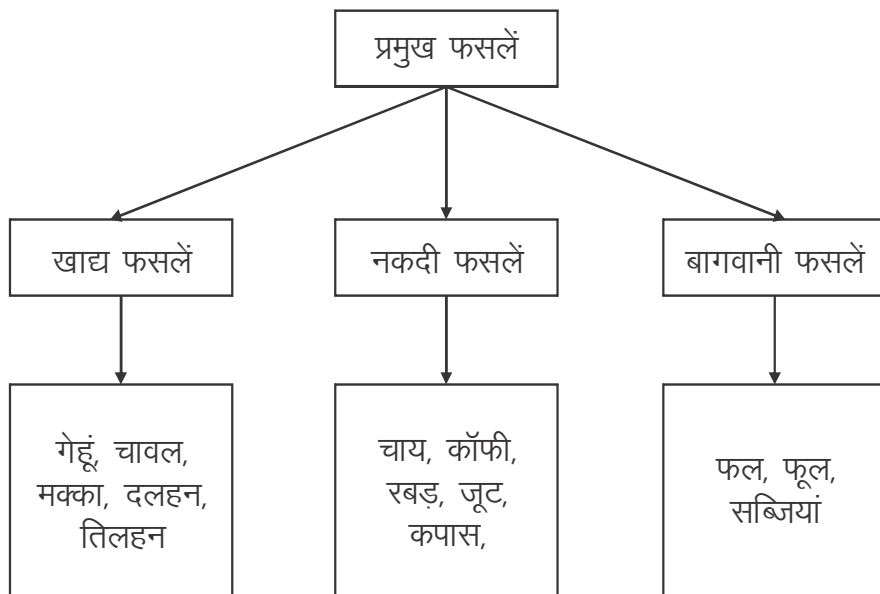 प्रमुख फसलें
खाद्य फसलें
नकदी फसलें
बागवानी फसलें
गेहूं, चावल,
मक्का, दलहन,
तिलहन
चाय, कॉफी,
रबड़, जूट,
कपास,
फल, फूल,
सब्जियां